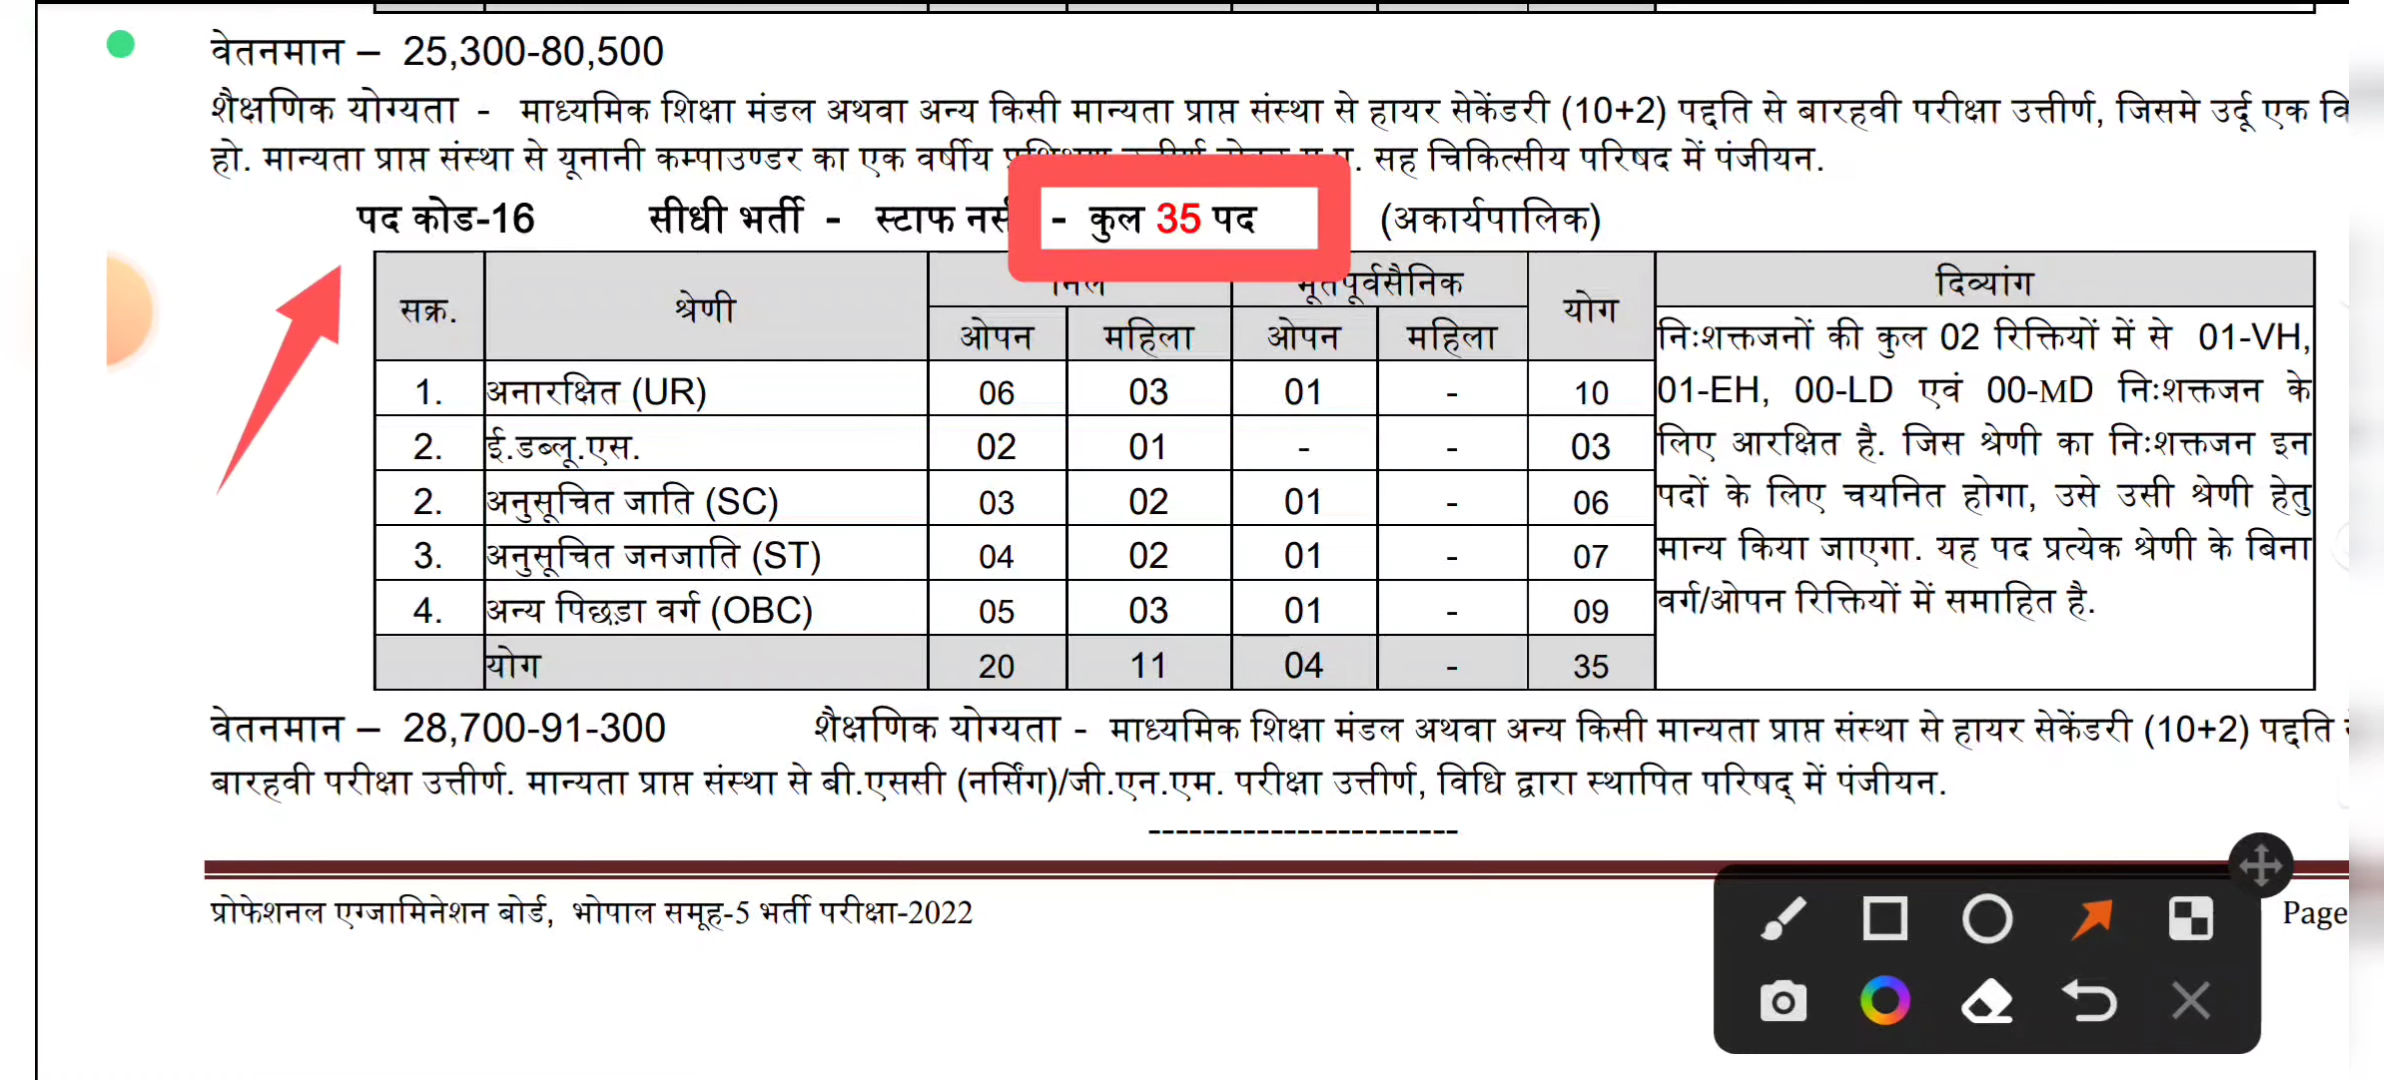 वेतनमान – 25,300-80,500
शैक्षणिक योग्यता - माध्यमिक शिक्षा मंडल अथवा अन्य किसी मान्यता प्राप्त संस्था से हायर सेकेंडरी (10+2) पद्दति से बारहवी परीक्षा उत्तीर्ण, जिसमे उर्दू एक
हो. मान्यता प्राप्त संस्था से यूनानी कम्पाउण्डर का एक वर्षीय सह चिकित्सीय परिषद में पंजीयन.
पद कोड-16 सीधी भर्ती - स्टाफ - कुल 35 पद (अकार्यपालिक)
सक्र. श्रेणी भूतपूर्वसैनिक योग दिव्यांग
ओपन महिला ओपन महिला
निःशक्तजनों की कुल 02 रिक्तियों में से 01-VH,
1. अनारक्षित (UR) 06 03 01 - 10 01-EH, 00-LD एवं 00-MD निःशक्तजन के
2. ई.डब्लू.एस. 02 01 - - 03 लिए आरक्षित है. जिस श्रेणी का निःशक्तजन इन
2. अनुसूचित जाति (SC) 03 02 01 - 06 पदों के लिए चयनित होगा, उसे उसी श्रेणी हेतु
3. अनुसूचित जनजाति (ST) 04 02 01 - 07 मान्य किया जाएगा. यह पद प्रत्येक श्रेणी के बिना
4. अन्य पिछड़ा वर्ग (OBC) 05 03 01 - 09 वर्ग/ओपन रिक्तियों में समाहित है.
योग 20 11 04 - 35
वेतनमान – 28,700-91-300 शैक्षणिक योग्यता - माध्यमिक शिक्षा मंडल अथवा अन्य किसी मान्यता प्राप्त संस्था से हायर सेकेंडरी (10+2) पद्दति
बारहवी परीक्षा उत्तीर्ण. मान्यता प्राप्त संस्था से बी.एससी (नर्सिंग)/जी.एन.एम. परीक्षा उत्तीर्ण, विधि द्वारा स्थापित परिषद् में पंजीयन.
-----------------------
प्रोफेशनल एग्जामिनेशन बोर्ड, भोपाल समूह-5 भर्ती परीक्षा-2022 Page